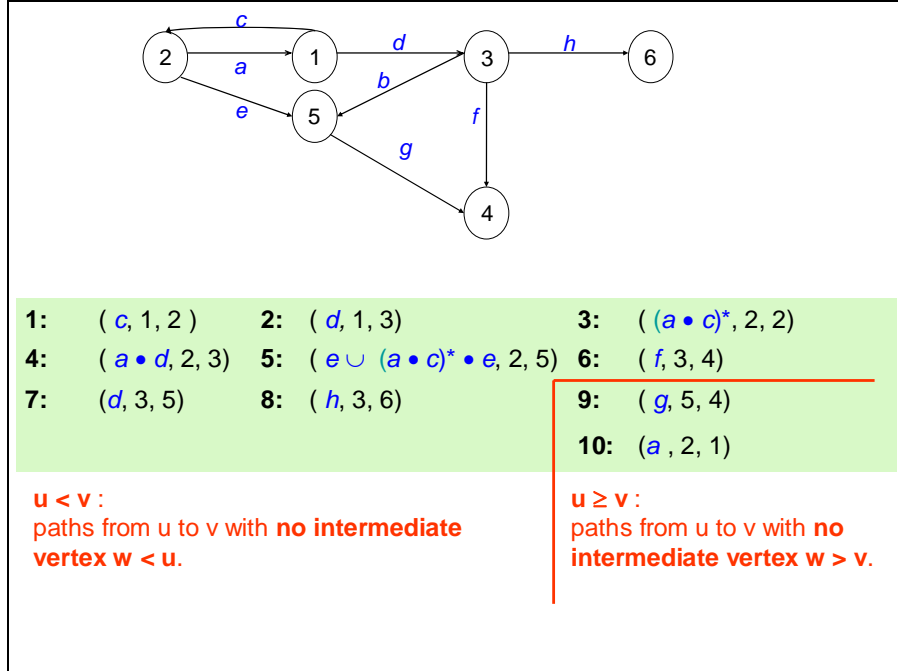 c
2 1 d 3 h 6
a
b
e 5 f
g
4
1: ( c, 1, 2 ) 2: ( d, 1, 3) 3: ( (a • c)*, 2, 2)
4: ( a • d, 2, 3) 5: ( e ∪ (a • c)* • e, 2, 5) 6: ( f, 3, 4)
7: (d, 3, 5) 8: ( h, 3, 6) 9: ( g, 5, 4)
10: (a , 2, 1)
u < v :
paths from u to v with no intermediate
vertex w < u.
u ≥ v :
paths from u to v with no
intermediate vertex w > v.